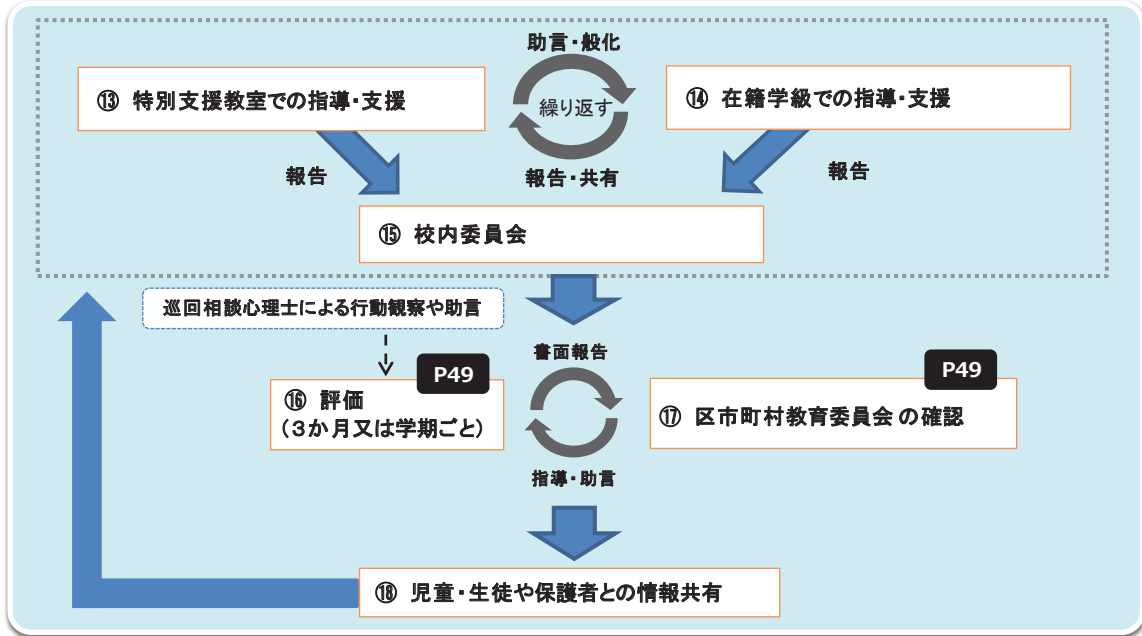 助言・般化
⑬ 特別支援教室での指導・支援
繰り返す
⑭ 在籍学級での指導・支援
報告
報告・共有
報告
⑮ 校内委員会
巡回相談心理士による行動観察や助言
書面報告
P49
P49
⑯ 評価
(3か月又は学期ごと)
⑰ 区市町村教育委員会 の確認
指導・助言
⑱ 児童・生徒や保護者との情報共有